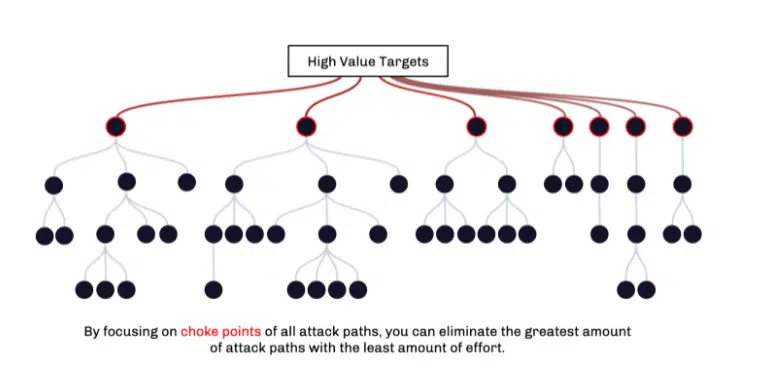 High Value Targets
By focusing on choke points of all attack paths, you can eliminate the greatest amount
of attack paths with the least amount of effort.